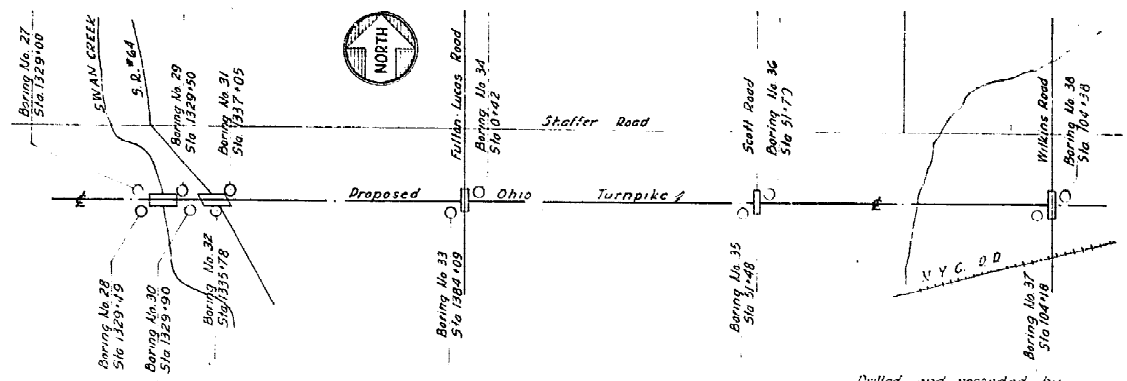 Boring No. 27
Sta. 1329+00
SWAN CREEK
S.R. #64
Boring No. 29
Sta. 1329+50
Boring No. 31
Sta. 1337+05
NORTH
Fulton-Lucas Road
Boring No. 34
Sta 0+42
Shaffer Road
Scott Road
Boring No. 36
Sta 51+79
Wilkins Road
Boring No. 38
Sta 104+38
Proposed Ohio Turnpike
Boring No. 28
Sta 1329+49
Boring No. 30
Sta 1329+90
Boring No. 32
Sta 1335+78
Boring No. 33
Sta 1384+09
Boring No. 35
Sta 51+48
N.Y.C.
Boring No. 37
Sta 104+18
Drilled and recorded by